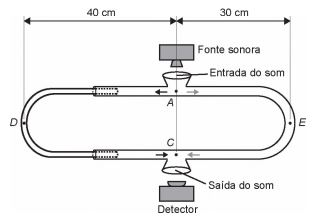 40 cm
30 cm
Fonte sonora
Entrada do som
A
D
E
C
Saída do som
Detector